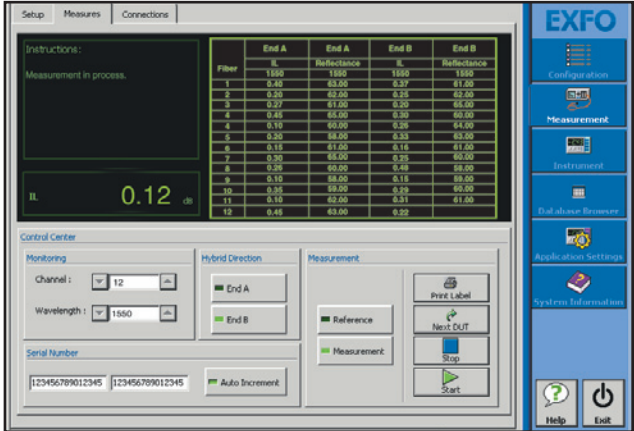 Setup Measures Connections
EXFO
Instructions:
Measurement in process.
End A End A End B End B
Fiber IL Reflectance IL Reflectance
1550 1550 1550 1550
1 0.40 63.00 0.37 61.00
2 0.20 62.00 0.25 62.00
3 0.27 61.00 0.20 65.00
4 0.45 65.00 0.30 60.00
4 0.10 60.00 0.26 64.00
5 0.20 58.00 0.33 63.00
6 0.15 61.00 0.16 61.00
7 0.30 65.00 0.25 60.00
8 0.26 60.00 0.48 58.00
9 0.10 58.00 0.15 59.00
10 0.35 59.00 0.29 60.00
11 0.10 62.00 0.31 61.00
12 0.45 63.00 0.22
IL 0.12 dB
Configuration
Measurement
Instrument
Database Browser
Application Settings
System Information
Help Exit
Control Center
Monitoring
Channel : 12
Wavelength : 1550
Hybrid Direction
End A
End B
Measurement
Reference
Measurement
Print Label
Next DUT
Stop
Start
Serial Number
123456789012345 123456789012345 Auto Increment